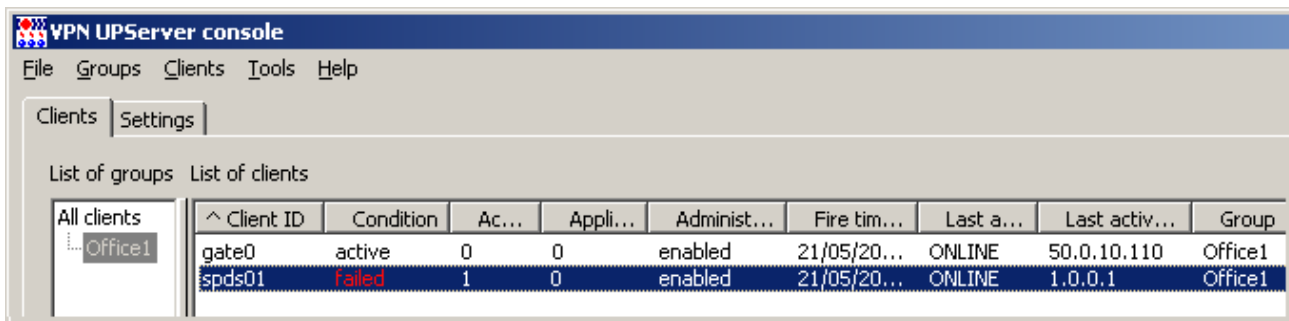 VPN UPServer console
File Groups Clients Tools Help
Clients Settings
List of groups List of clients
All clients
Office1
^ Client ID Condition Ac... Appli... Administ... Fire tim... Last a... Last activ... Group
gate0 active 0 0 enabled 21/05/20... ONLINE 50.0.10.110 Office1
spds01 failed 1 0 enabled 21/05/20... ONLINE 1.0.0.1 Office1